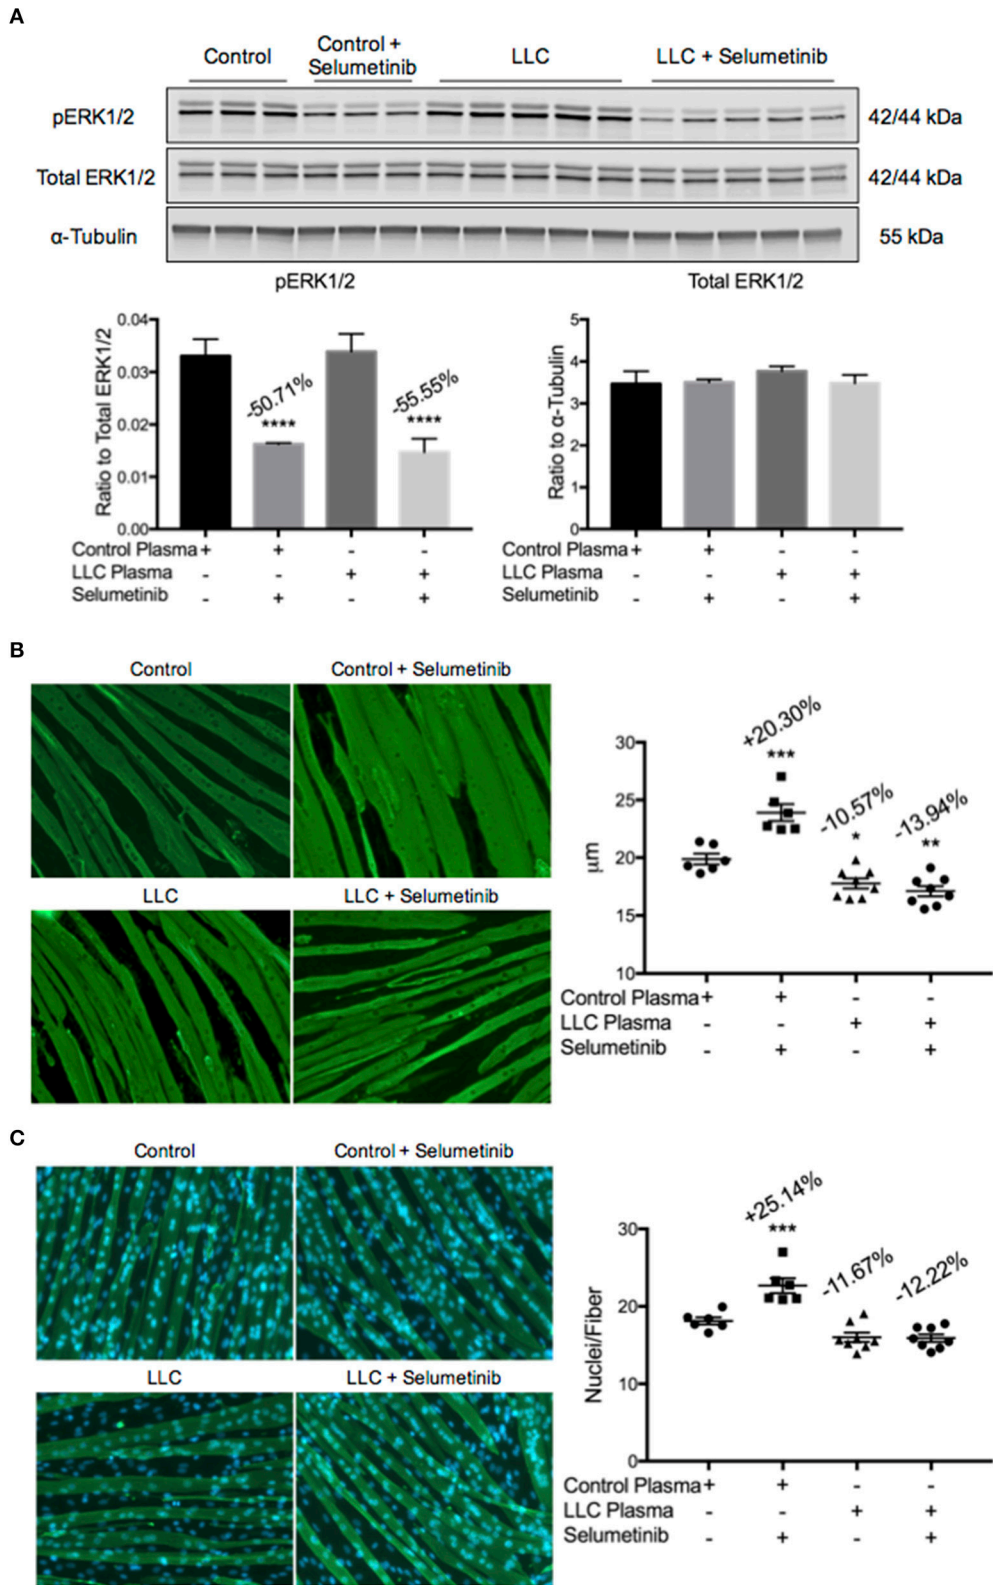 A
Control
Control +
Selumetinib
LLC
LLC + Selumetinib
pERK1/2
42/44 kDa
Total ERK1/2
42/44 kDa
α-Tubulin
55 kDa
pERK1/2
Ratio to Total ERK1/2
0.04
0.03
0.02
0.01
0.00
-50.71%
****
-55.55%
****
Control Plasma + + - -
LLC Plasma - - + +
Selumetinib - + - +
Total ERK1/2
Ratio to α-Tubulin
5
4
3
2
1
0
Control Plasma + + - -
LLC Plasma - - + +
Selumetinib - + - +
B
Control
Control + Selumetinib
LLC
LLC + Selumetinib
μm
30
25
20
15
10
+20.30%
***
-10.57%
*
-13.94%
**
Control Plasma + + - -
LLC Plasma - - + +
Selumetinib - + - +
C
Control
Control + Selumetinib
LLC
LLC + Selumetinib
Nuclei/Fiber
30
20
10
0
+25.14%
***
-11.67%
-12.22%
Control Plasma + + - -
LLC Plasma - - + +
Selumetinib - + - +